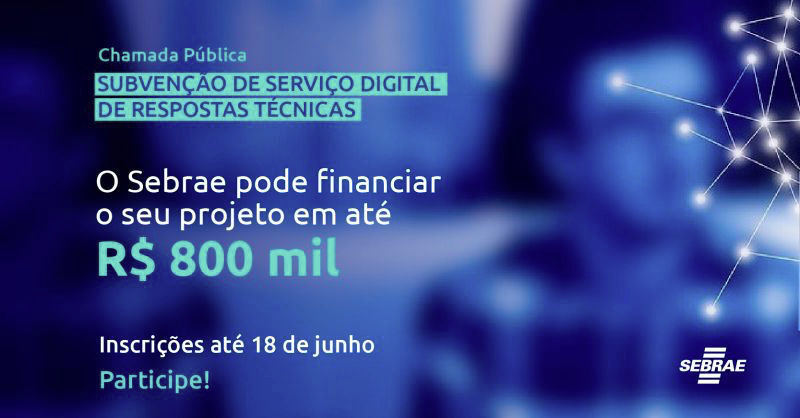 Chamada Pública
SUBVENÇÃO DE SERVIÇO DIGITAL
DE RESPOSTAS TÉCNICAS
O Sebrae pode financiar
o seu projeto em até
R$ 800 mil
Inscrições até 18 de junho
Participe!
SEBRAE